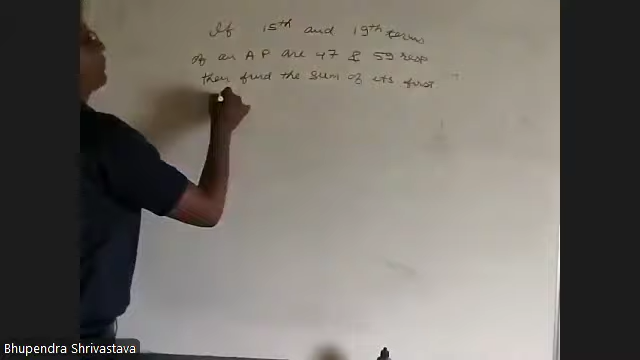 If 15th and 19th terms
of an AP are 47 & 59 resp
then find the sum of its first
Bhupendra Shrivastava